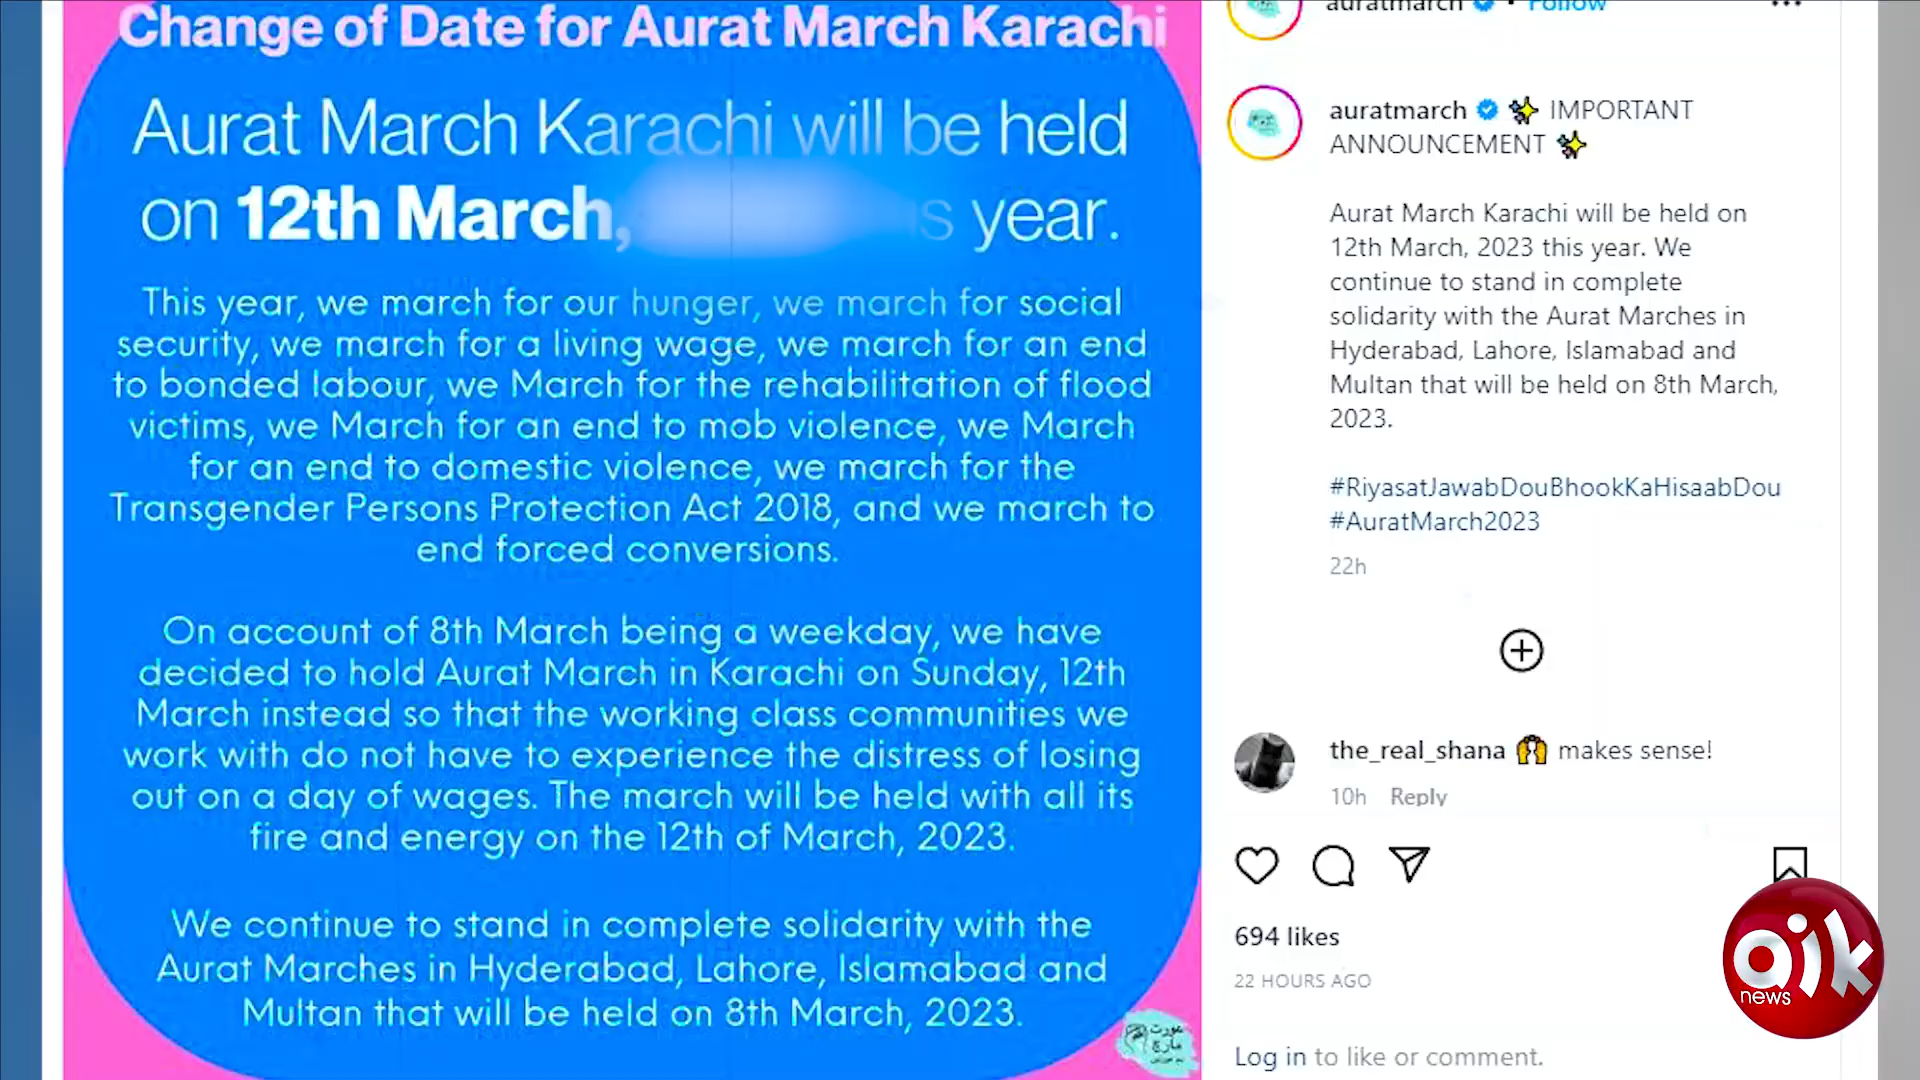 Change of Date for Aurat March Karachi
Aurat March Karachi will be held
on 12th March, year.
This year, we march for our hunger, we march for social
security, we march for a living wage, we march for an end
to bonded labour, we March for the rehabilitation of flood
victims, we March for an end to mob violence, we March
for an end to domestic violence, we march for the
Transgender Persons Protection Act 2018, and we march to
end forced conversions.
On account of 8th March being a weekday, we have
decided to hold Aurat March in Karachi on Sunday, 12th
March instead so that the working class communities we
work with do not have to experience the distress of losing
out on a day of wages. The march will be held with all its
fire and energy on the 12th of March, 2023.
We continue to stand in complete solidarity with the
Aurat Marches in Hyderabad, Lahore, Islamabad and
Multan that will be held on 8th March, 2023.
عورت
مارچ
auratmarch • Follow
auratmarch ✨ IMPORTANT
ANNOUNCEMENT ✨
Aurat March Karachi will be held on
12th March, 2023 this year. We
continue to stand in complete
solidarity with the Aurat Marches in
Hyderabad, Lahore, Islamabad and
Multan that will be held on 8th March,
2023.
#RiyasatJawabDouBhookKaHisaabDou
#AuratMarch2023
22h
the_real_shana 🙌 makes sense!
10h Reply
694 likes
22 HOURS AGO
Log in to like or comment.
aik
news